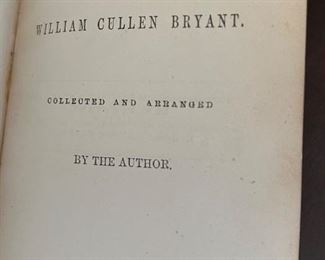 WILLIAM CULLEN BRYANT.
COLLECTED AND ARRANGED
BY THE AUTHOR.